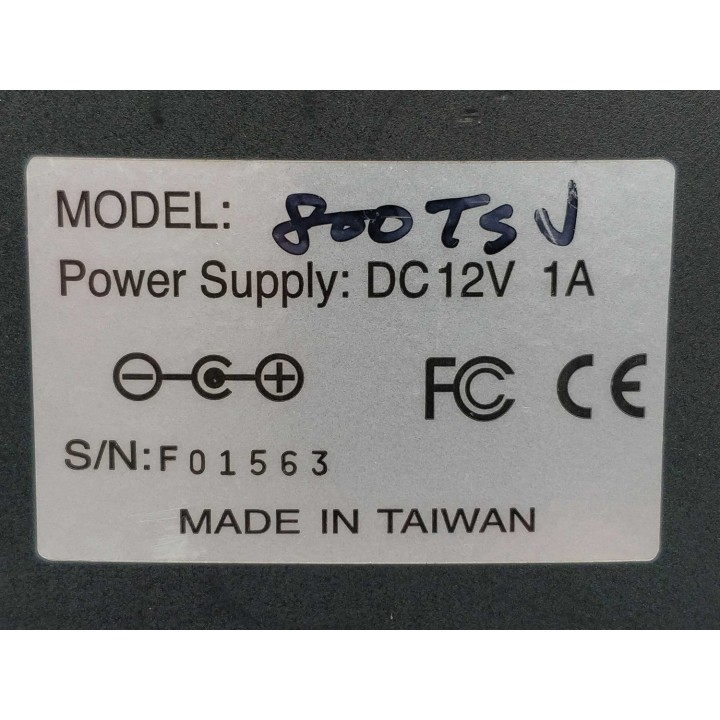 MODEL: 800TSV
Power Supply: DC12V 1A
FC CE
S/N: F01563
MADE IN TAIWAN